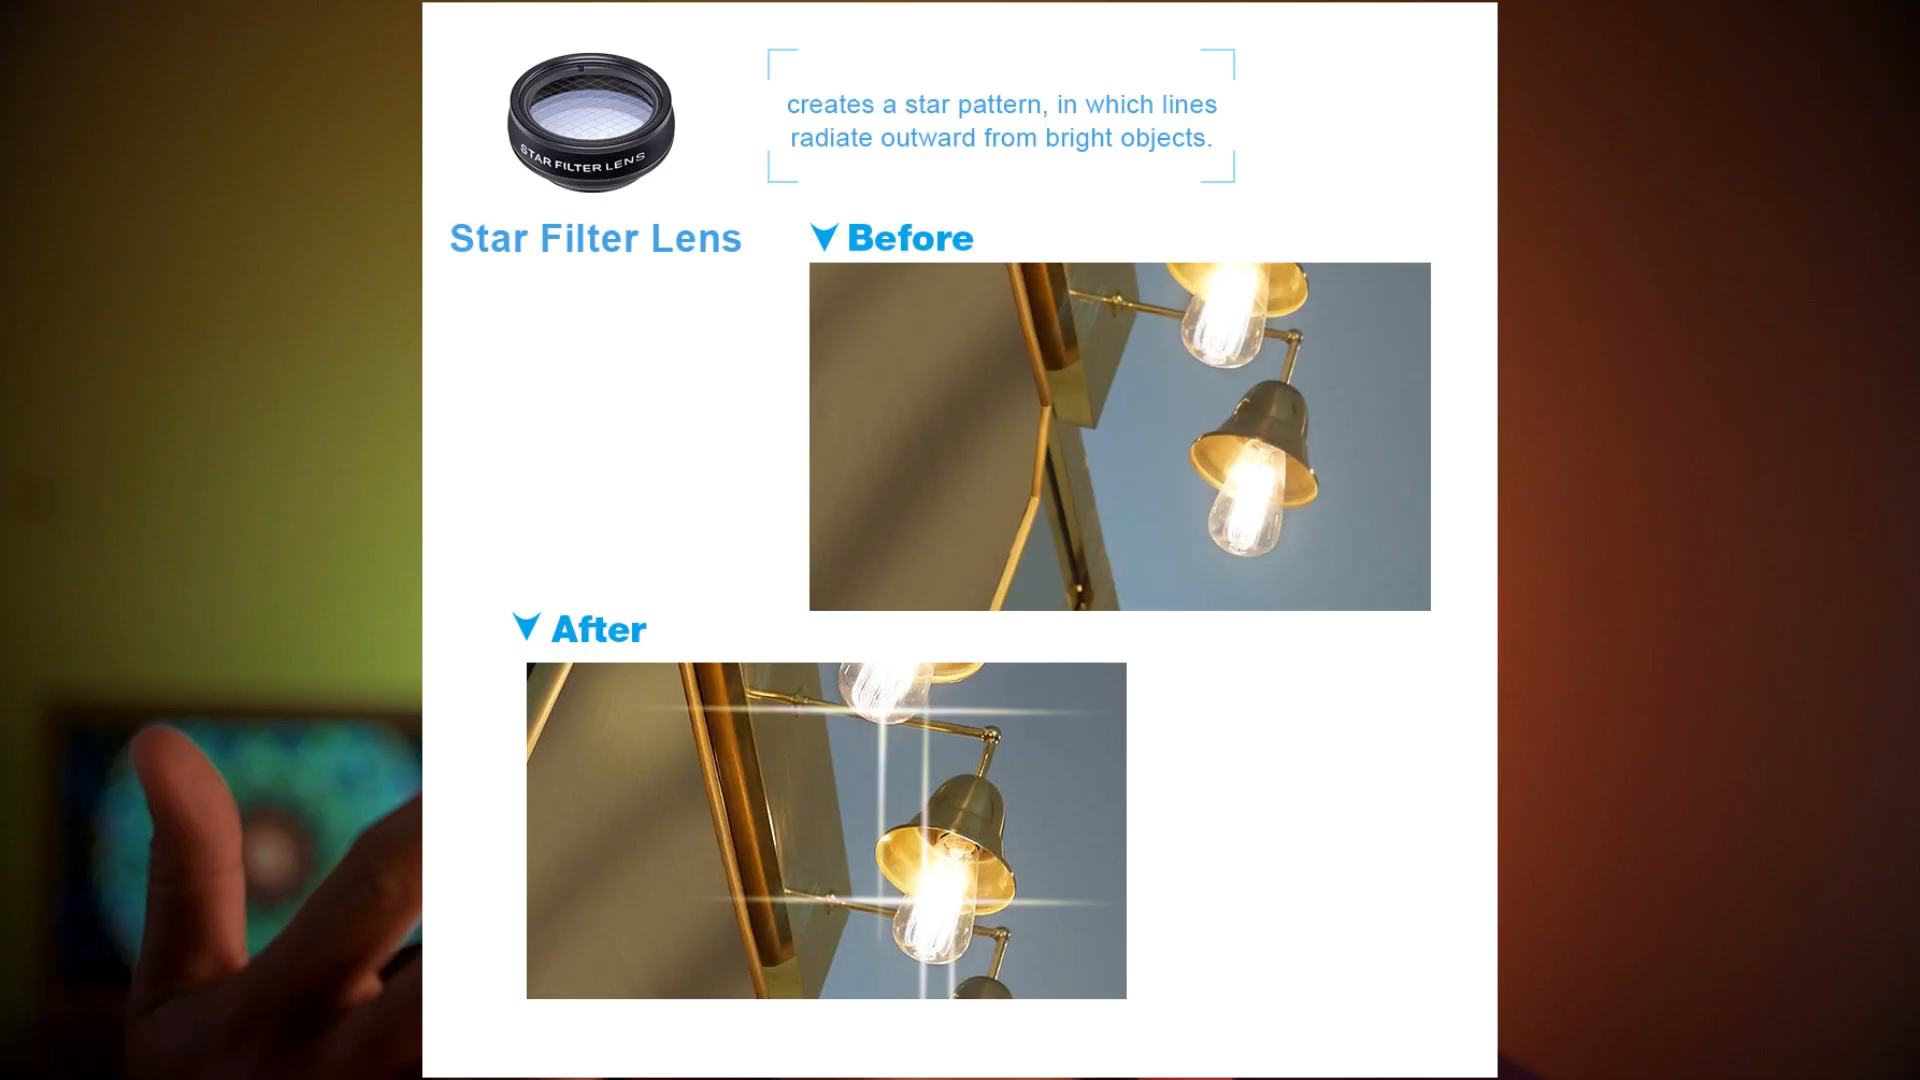 STAR FILTER LENS
creates a star pattern, in which lines
radiate outward from bright objects.
Star Filter Lens
Before
After